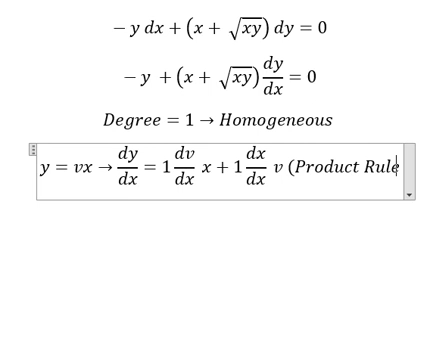 − y dx + (x + √xy) dy = 0
− y + (x + √xy) dy/dx = 0
Degree = 1 → Homogeneous
y = vx → dy/dx = 1 dv/dx x + 1 dx/dx v (Product Rule